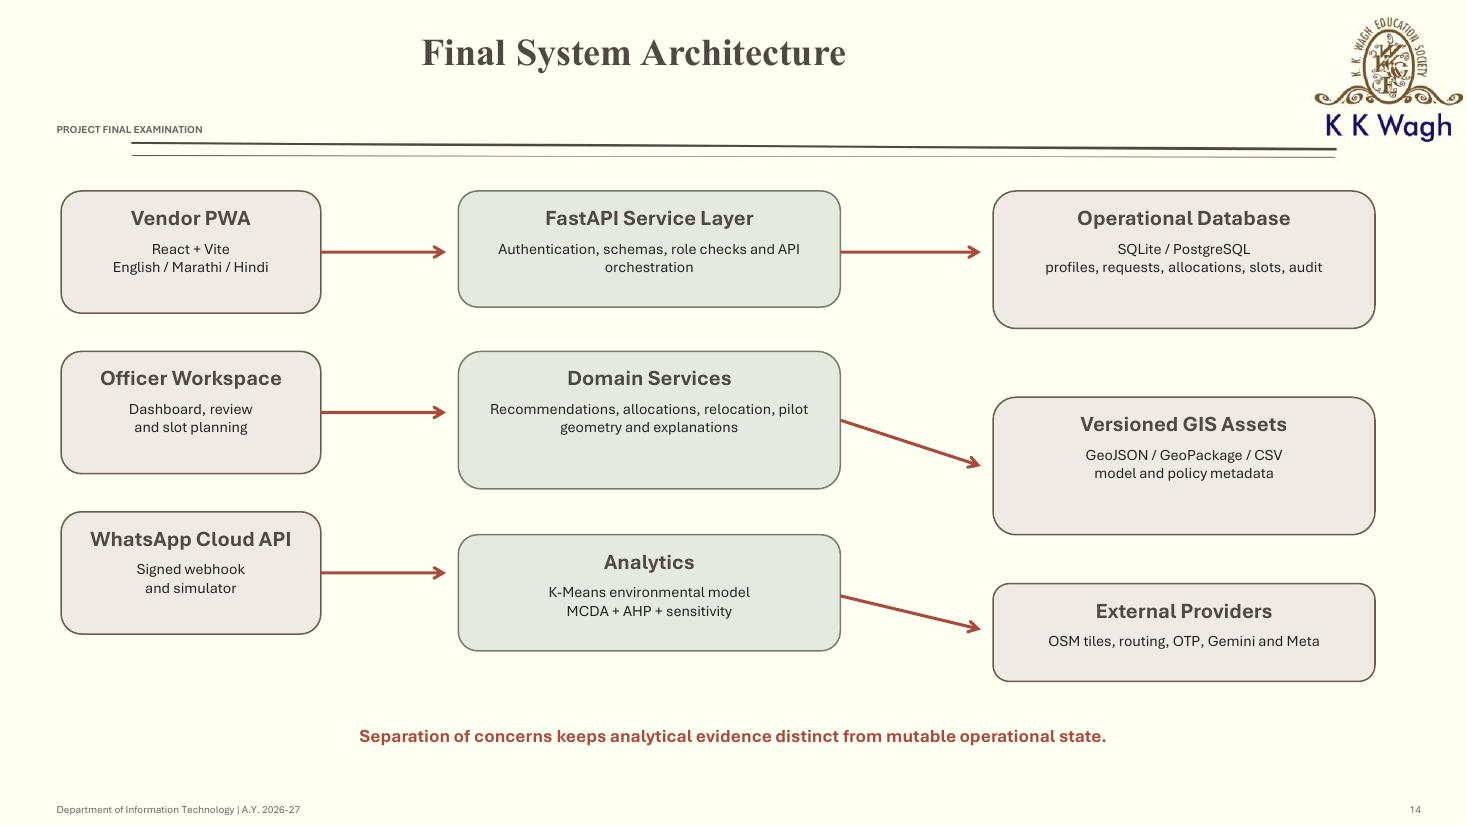 Final System Architecture
K. K. WAGH EDUCATION SOCIETY
K K Wagh
PROJECT FINAL EXAMINATION
Vendor PWA
React + Vite
English / Marathi / Hindi
FastAPI Service Layer
Authentication, schemas, role checks and API
orchestration
Operational Database
SQLite / PostgreSQL
profiles, requests, allocations, slots, audit
Officer Workspace
Dashboard, review
and slot planning
Domain Services
Recommendations, allocations, relocation, pilot
geometry and explanations
Versioned GIS Assets
GeoJSON / GeoPackage / CSV
model and policy metadata
WhatsApp Cloud API
Signed webhook
and simulator
Analytics
K-Means environmental model
MCDA + AHP + sensitivity
External Providers
OSM tiles, routing, OTP, Gemini and Meta
Separation of concerns keeps analytical evidence distinct from mutable operational state.
Department of Information Technology | A.Y. 2026-27
14